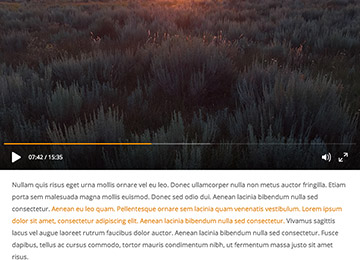 07:42 / 15:35
Nullam quis risus eget urna mollis ornare vel eu leo. Donec ullamcorper nulla non metus auctor fringilla. Etiam
porta sem malesuada magna mollis euismod. Donec sed odio dui. Aenean lacinia bibendum nulla sed
consectetur. Aenean eu leo quam. Pellentesque ornare sem lacinia quam venenatis vestibulum. Lorem ipsum
dolor sit amet, consectetur adipiscing elit. Aenean lacinia bibendum nulla sed consectetur. Vivamus sagittis
lacus vel augue laoreet rutrum faucibus dolor auctor. Aenean lacinia bibendum nulla sed consectetur. Fusce
dapibus, tellus ac cursus commodo, tortor mauris condimentum nibh, ut fermentum massa justo sit amet
risus.